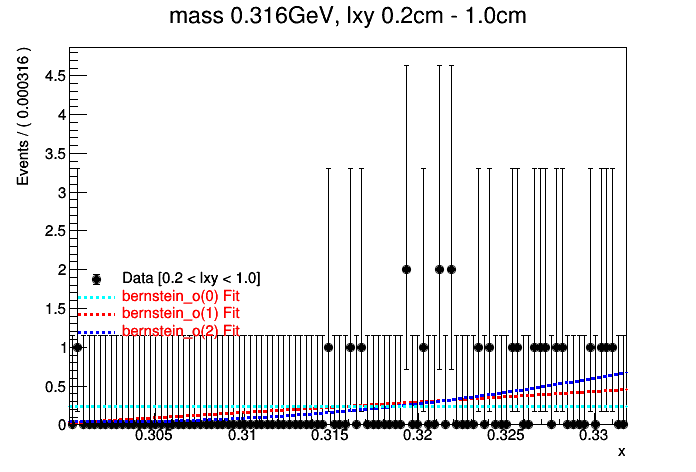 mass 0.316GeV, lxy 0.2cm - 1.0cm
Events / ( 0.000316 )
4.5
4
3.5
3
2.5
2
1.5
1
0.5
0
Data [0.2 < lxy < 1.0]
bernstein_o(0) Fit
bernstein_o(1) Fit
bernstein_o(2) Fit
0.305 0.31 0.315 0.32 0.325 0.33
x